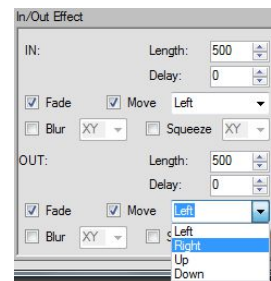 In/Out Effect
IN: Length: 500
Delay: 0
Fade Move Left
Blur XY Squeeze XY
OUT: Length: 500
Delay: 0
Fade Move Left
Blur XY S
Left
Right
Up
Down